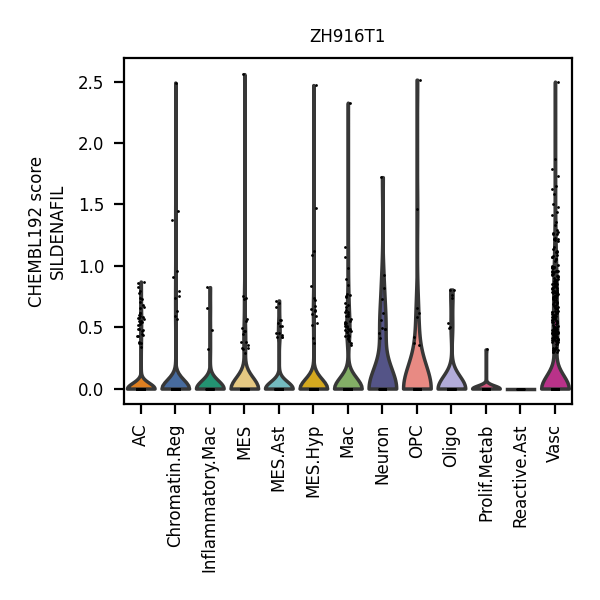 ZH916T1
CHEMBL192 score
SILDENAFIL
2.5
2.0
1.5
1.0
0.5
0.0
AC
Chromatin.Reg
Inflammatory.Mac
MES
MES.Ast
MES.Hyp
Mac
Neuron
OPC
Oligo
Prolif.Metab
Reactive.Ast
Vasc